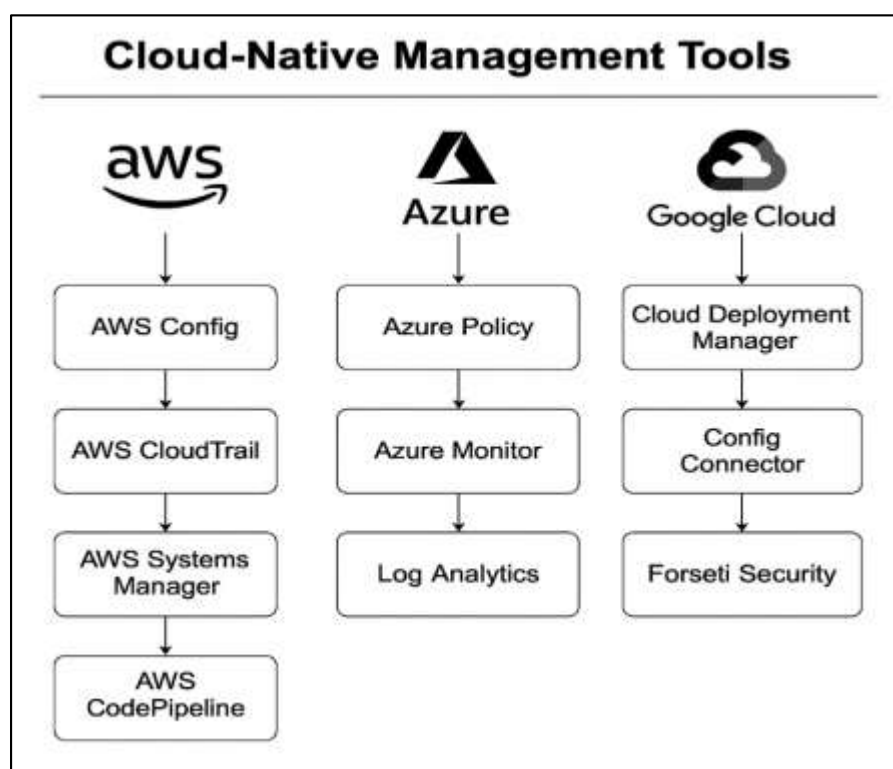 Cloud-Native Management Tools
aws
AWS Config
AWS CloudTrail
AWS Systems
Manager
AWS
CodePipeline
Azure
Azure Policy
Azure Monitor
Log Analytics
Google Cloud
Cloud Deployment
Manager
Config
Connector
Forseti Security